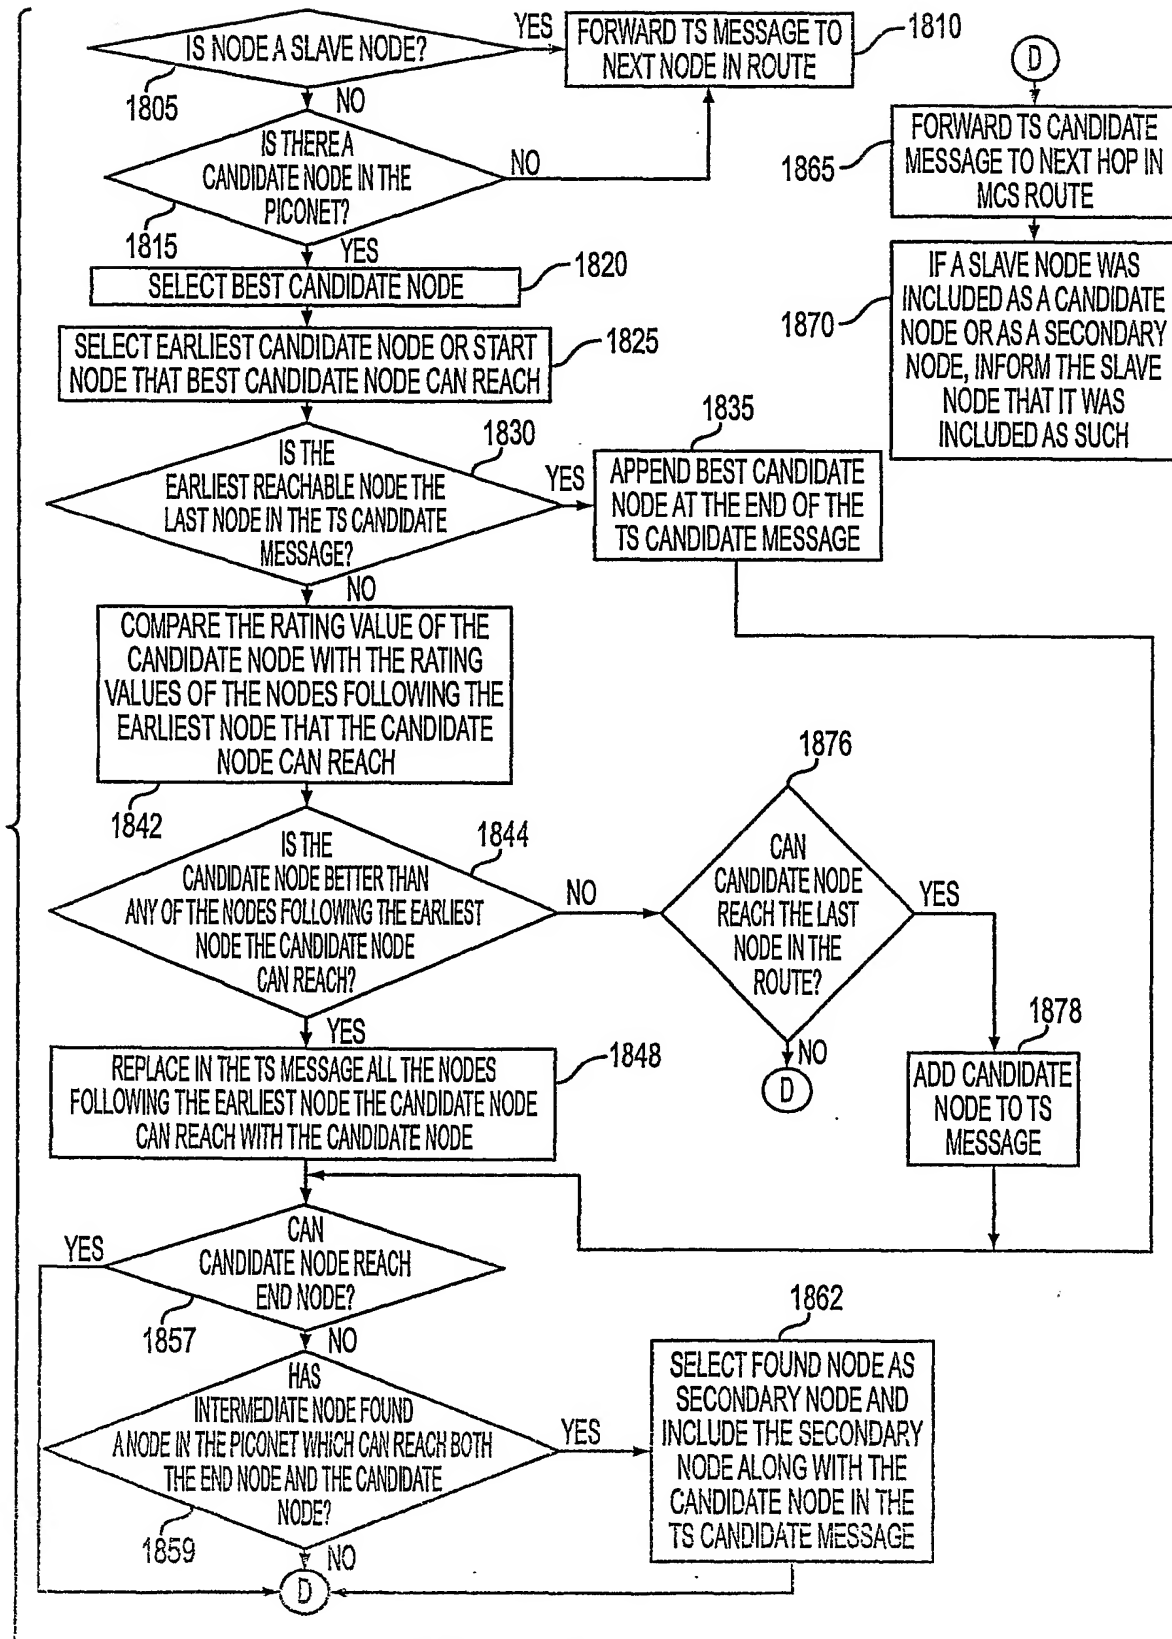 IS NODE A SLAVE NODE?
1805
YES
FORWARD TS MESSAGE TO
NEXT NODE IN ROUTE
1810
NO
IS THERE A
CANDIDATE NODE IN THE
PICONET?
1815
NO
YES
SELECT BEST CANDIDATE NODE
1820
SELECT EARLIEST CANDIDATE NODE OR START
NODE THAT BEST CANDIDATE NODE CAN REACH
1825
IS THE
EARLIEST REACHABLE NODE THE
LAST NODE IN THE TS CANDIDATE
MESSAGE?
1830
YES
APPEND BEST CANDIDATE
NODE AT THE END OF THE
TS CANDIDATE MESSAGE
1835
NO
COMPARE THE RATING VALUE OF THE
CANDIDATE NODE WITH THE RATING
VALUES OF THE NODES FOLLOWING THE
EARLIEST NODE THAT THE CANDIDATE
NODE CAN REACH
1842
IS THE
CANDIDATE NODE BETTER THAN
ANY OF THE NODES FOLLOWING THE EARLIEST
NODE THE CANDIDATE NODE
CAN REACH?
1844
NO
CAN
CANDIDATE NODE
REACH THE LAST
NODE IN THE
ROUTE?
1876
YES
NO
D
ADD CANDIDATE
NODE TO TS
MESSAGE
1878
YES
REPLACE IN THE TS MESSAGE ALL THE NODES
FOLLOWING THE EARLIEST NODE THE CANDIDATE NODE
CAN REACH WITH THE CANDIDATE NODE
1848
CAN
CANDIDATE NODE REACH
END NODE?
1857
YES
NO
HAS
INTERMEDIATE NODE FOUND
A NODE IN THE PICONET WHICH CAN REACH BOTH
THE END NODE AND THE CANDIDATE
NODE?
1859
YES
SELECT FOUND NODE AS
SECONDARY NODE AND
INCLUDE THE SECONDARY
NODE ALONG WITH THE
CANDIDATE NODE IN THE
TS CANDIDATE MESSAGE
1862
NO
D
D
FORWARD TS CANDIDATE
MESSAGE TO NEXT HOP IN
MCS ROUTE
1865
IF A SLAVE NODE WAS
INCLUDED AS A CANDIDATE
NODE OR AS A SECONDARY
NODE, INFORM THE SLAVE
NODE THAT IT WAS
INCLUDED AS SUCH
1870